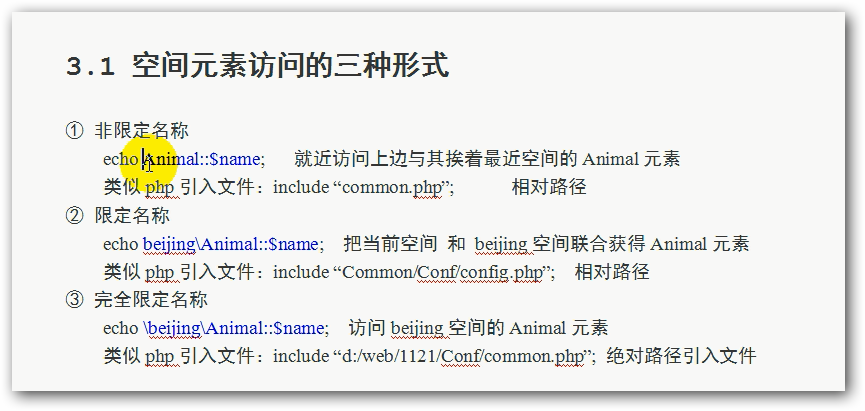 3.1 空间元素访问的三种形式
① 非限定名称
echo Animal::$name; 就近访问上边与其挨着最近空间的 Animal 元素
类似 php 引入文件：include “common.php”; 相对路径
② 限定名称
echo beijing\Animal::$name; 把当前空间 和 beijing 空间联合获得 Animal 元素
类似 php 引入文件：include “Common/Conf/config.php”; 相对路径
③ 完全限定名称
echo \beijing\Animal::$name; 访问 beijing 空间的 Animal 元素
类似 php 引入文件：include “d:/web/1121/Conf/common.php”; 绝对路径引入文件